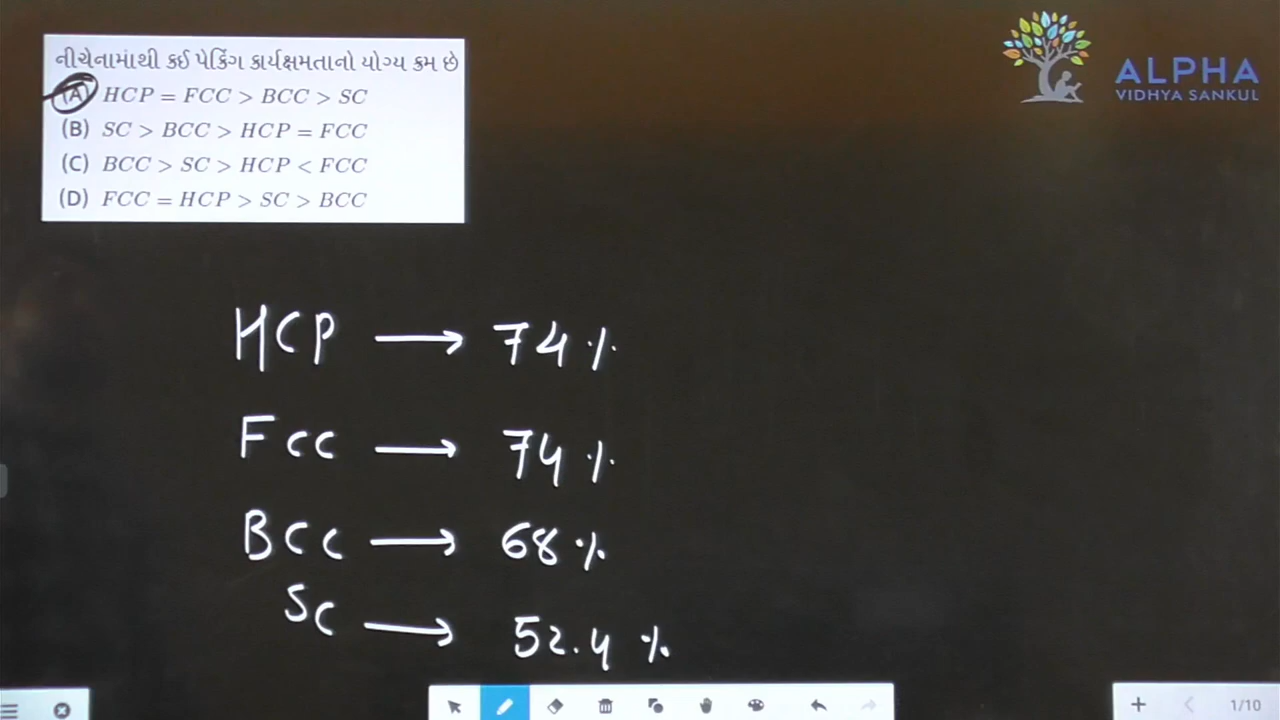 નીચેનામાંથી કઈ પેકિંગ કાર્યક્ષમતાનો યોગ્ય ક્રમ છે
(A) HCP = FCC > BCC > SC
(B) SC > BCC > HCP = FCC
(C) BCC > SC > HCP < FCC
(D) FCC = HCP > SC > BCC
ALPHA
VIDHYA SANKUL
HCP → 74 %
FCC → 74 %
BCC → 68 %
SC → 52.4 %
1/10